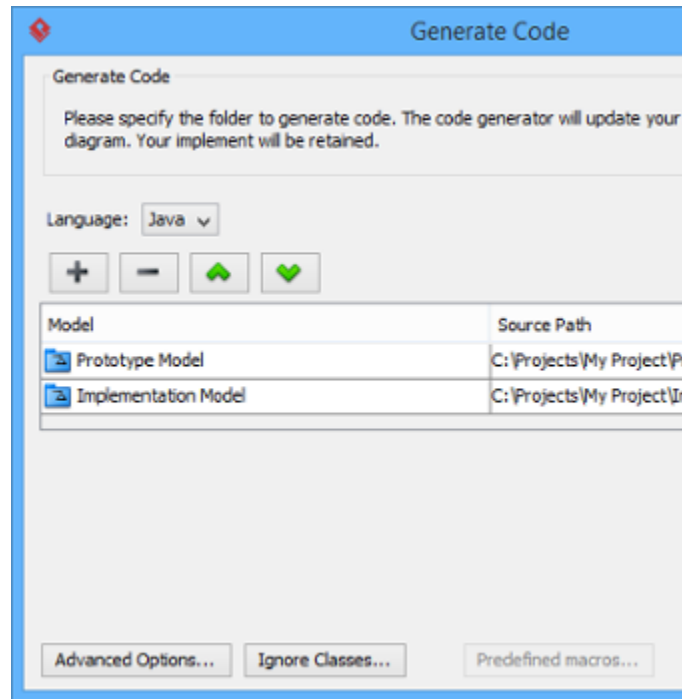 Generate Code
Generate Code
Please specify the folder to generate code. The code generator will update your
diagram. Your implement will be retained.
Language: Java
Model Source Path
Prototype Model C:\Projects\My Project\P
Implementation Model C:\Projects\My Project\I
Advanced Options... Ignore Classes... Predefined macros...